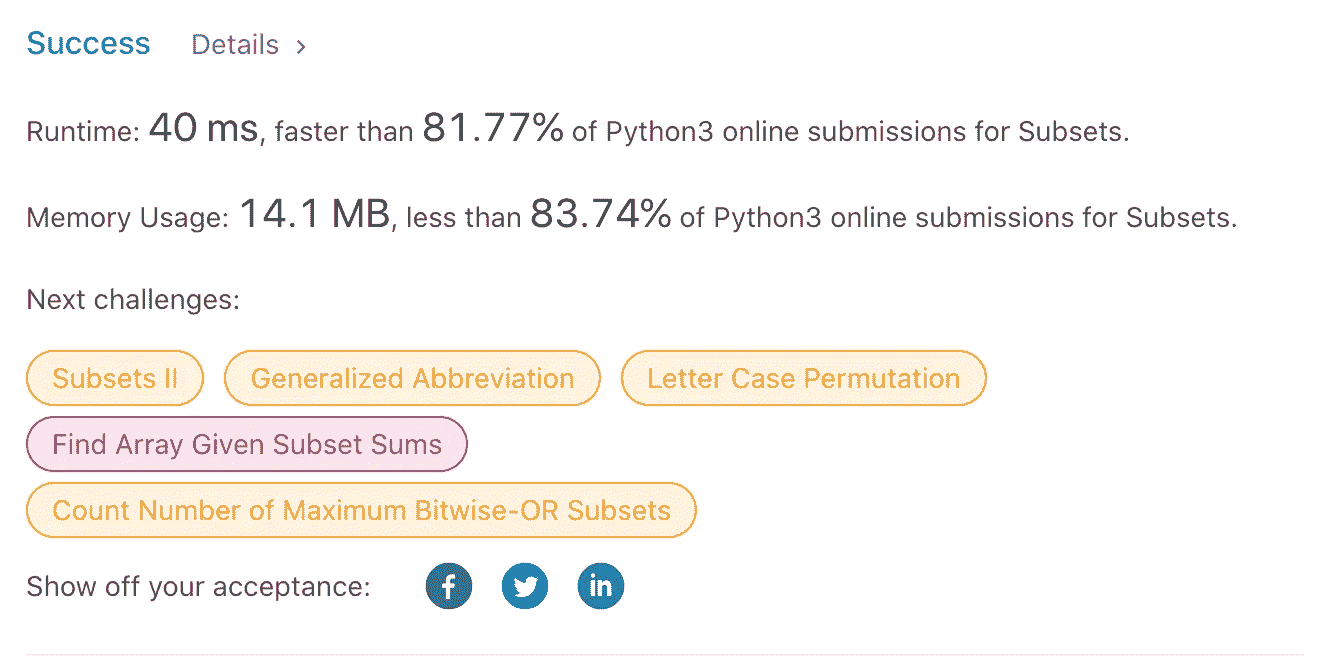 Success Details >
Runtime: 40 ms, faster than 81.77% of Python3 online submissions for Subsets.
Memory Usage: 14.1 MB, less than 83.74% of Python3 online submissions for Subsets.
Next challenges:
Subsets II Generalized Abbreviation Letter Case Permutation
Find Array Given Subset Sums
Count Number of Maximum Bitwise-OR Subsets
Show off your acceptance: f in